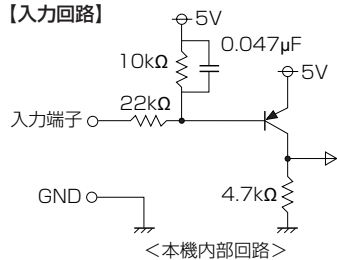 【入力回路】
5V
10kΩ
0.047μF
5V
22kΩ
入力端子
GND
4.7kΩ
＜本機内部回路＞